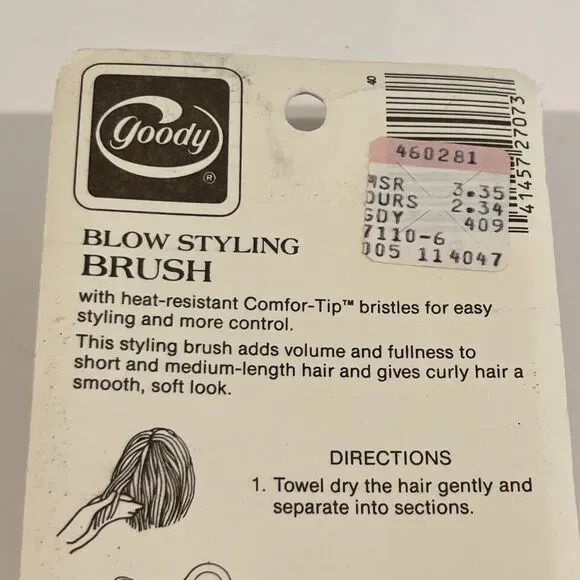 goody
®
40
41457 27073
460281
MSR 3.35
OURS 2.34
GDY 409
7110-6
005 114047
BLOW STYLING
BRUSH
with heat-resistant Comfor-Tip™ bristles for easy
styling and more control.
This styling brush adds volume and fullness to
short and medium-length hair and gives curly hair a
smooth, soft look.
DIRECTIONS
1. Towel dry the hair gently and
separate into sections.